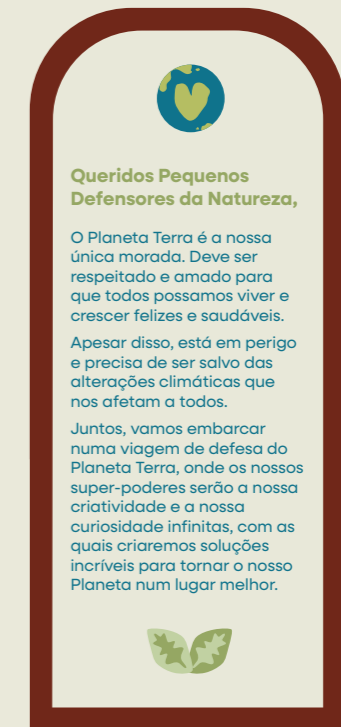 Queridos Pequenos
Defensores da Natureza,
O Planeta Terra é a nossa
única morada. Deve ser
respeitado e amado para
que todos possamos viver e
crescer felizes e saudáveis.
Apesar disso, está em perigo
e precisa de ser salvo das
alterações climáticas que
nos afetam a todos.
Juntos, vamos embarcar
numa viagem de defesa do
Planeta Terra, onde os nossos
super-poderes serão a nossa
criatividade e a nossa
curiosidade infinitas, com as
quais criaremos soluções
incríveis para tornar o nosso
Planeta num lugar melhor.